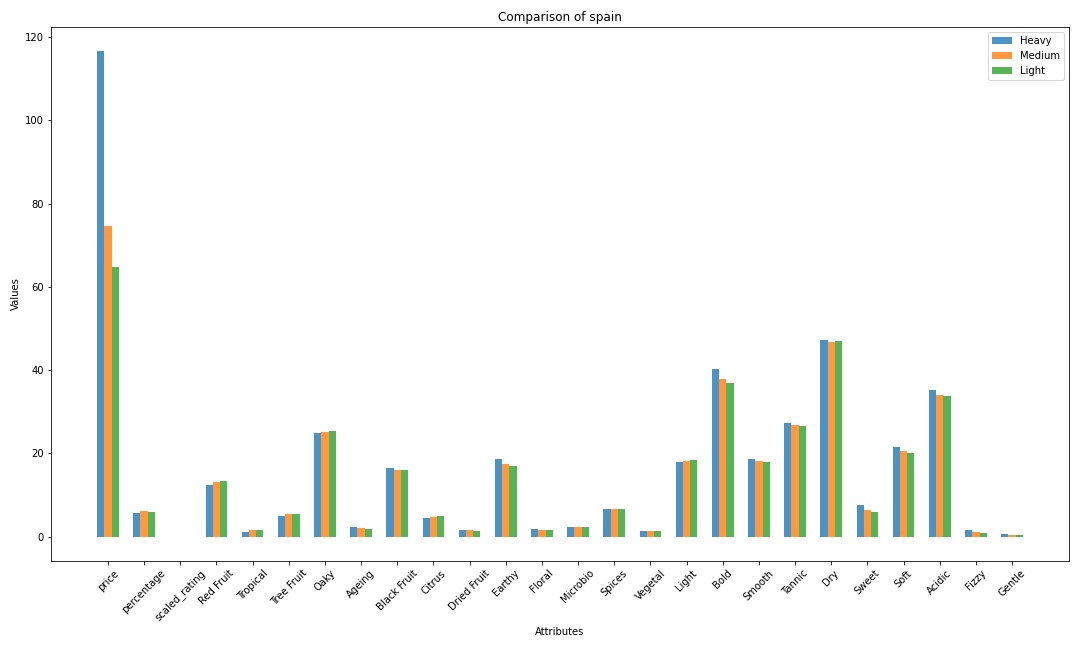 Comparison of spain
Heavy
Medium
Light
Values
120
100
80
60
40
20
0
price
percentage
scaled_rating
Red Fruit
Tropical
Tree Fruit
Oaky
Ageing
Black Fruit
Citrus
Dried Fruit
Earthy
Floral
Microbio
Spices
Vegetal
Light
Bold
Smooth
Tannic
Dry
Sweet
Soft
Acidic
Fizzy
Gentle
Attributes